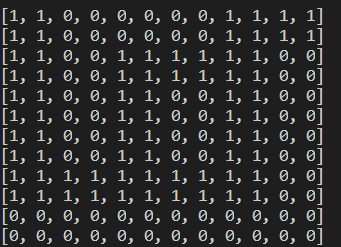 [1, 1, 0, 0, 0, 0, 0, 0, 1, 1, 1, 1]
[1, 1, 0, 0, 0, 0, 0, 0, 1, 1, 1, 1]
[1, 1, 0, 0, 1, 1, 1, 1, 1, 1, 0, 0]
[1, 1, 0, 0, 1, 1, 1, 1, 1, 1, 0, 0]
[1, 1, 0, 0, 1, 1, 0, 0, 1, 1, 0, 0]
[1, 1, 0, 0, 1, 1, 0, 0, 1, 1, 0, 0]
[1, 1, 0, 0, 1, 1, 0, 0, 1, 1, 0, 0]
[1, 1, 0, 0, 1, 1, 0, 0, 1, 1, 0, 0]
[1, 1, 1, 1, 1, 1, 1, 1, 1, 1, 0, 0]
[1, 1, 1, 1, 1, 1, 1, 1, 1, 1, 0, 0]
[0, 0, 0, 0, 0, 0, 0, 0, 0, 0, 0, 0]
[0, 0, 0, 0, 0, 0, 0, 0, 0, 0, 0, 0]